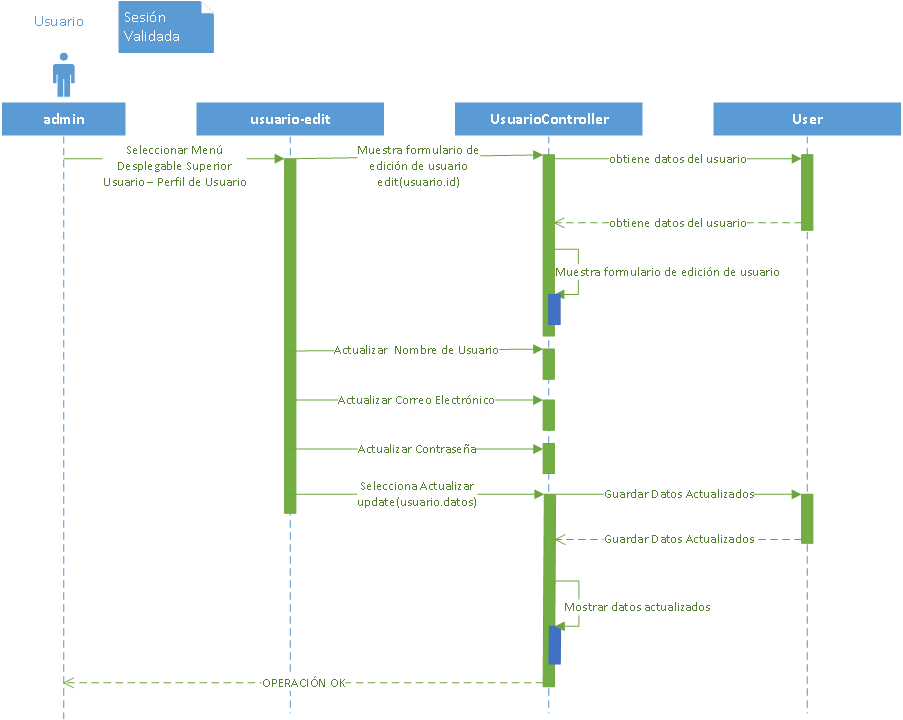 Usuario
Sesión
Validada
admin
usuario-edit
UsuarioController
User
Seleccionar Menú
Desplegable Superior
Usuario – Perfil de Usuario
Muestra formulario de
edición de usuario
edit(usuario.id)
obtiene datos del usuario
obtiene datos del usuario
Muestra formulario de edición de usuario
Actualizar Nombre de Usuario
Actualizar Correo Electrónico
Actualizar Contraseña
Selecciona Actualizar
update(usuario.datos)
Guardar Datos Actualizados
Guardar Datos Actualizados
Mostrar datos actualizados
OPERACIÓN OK